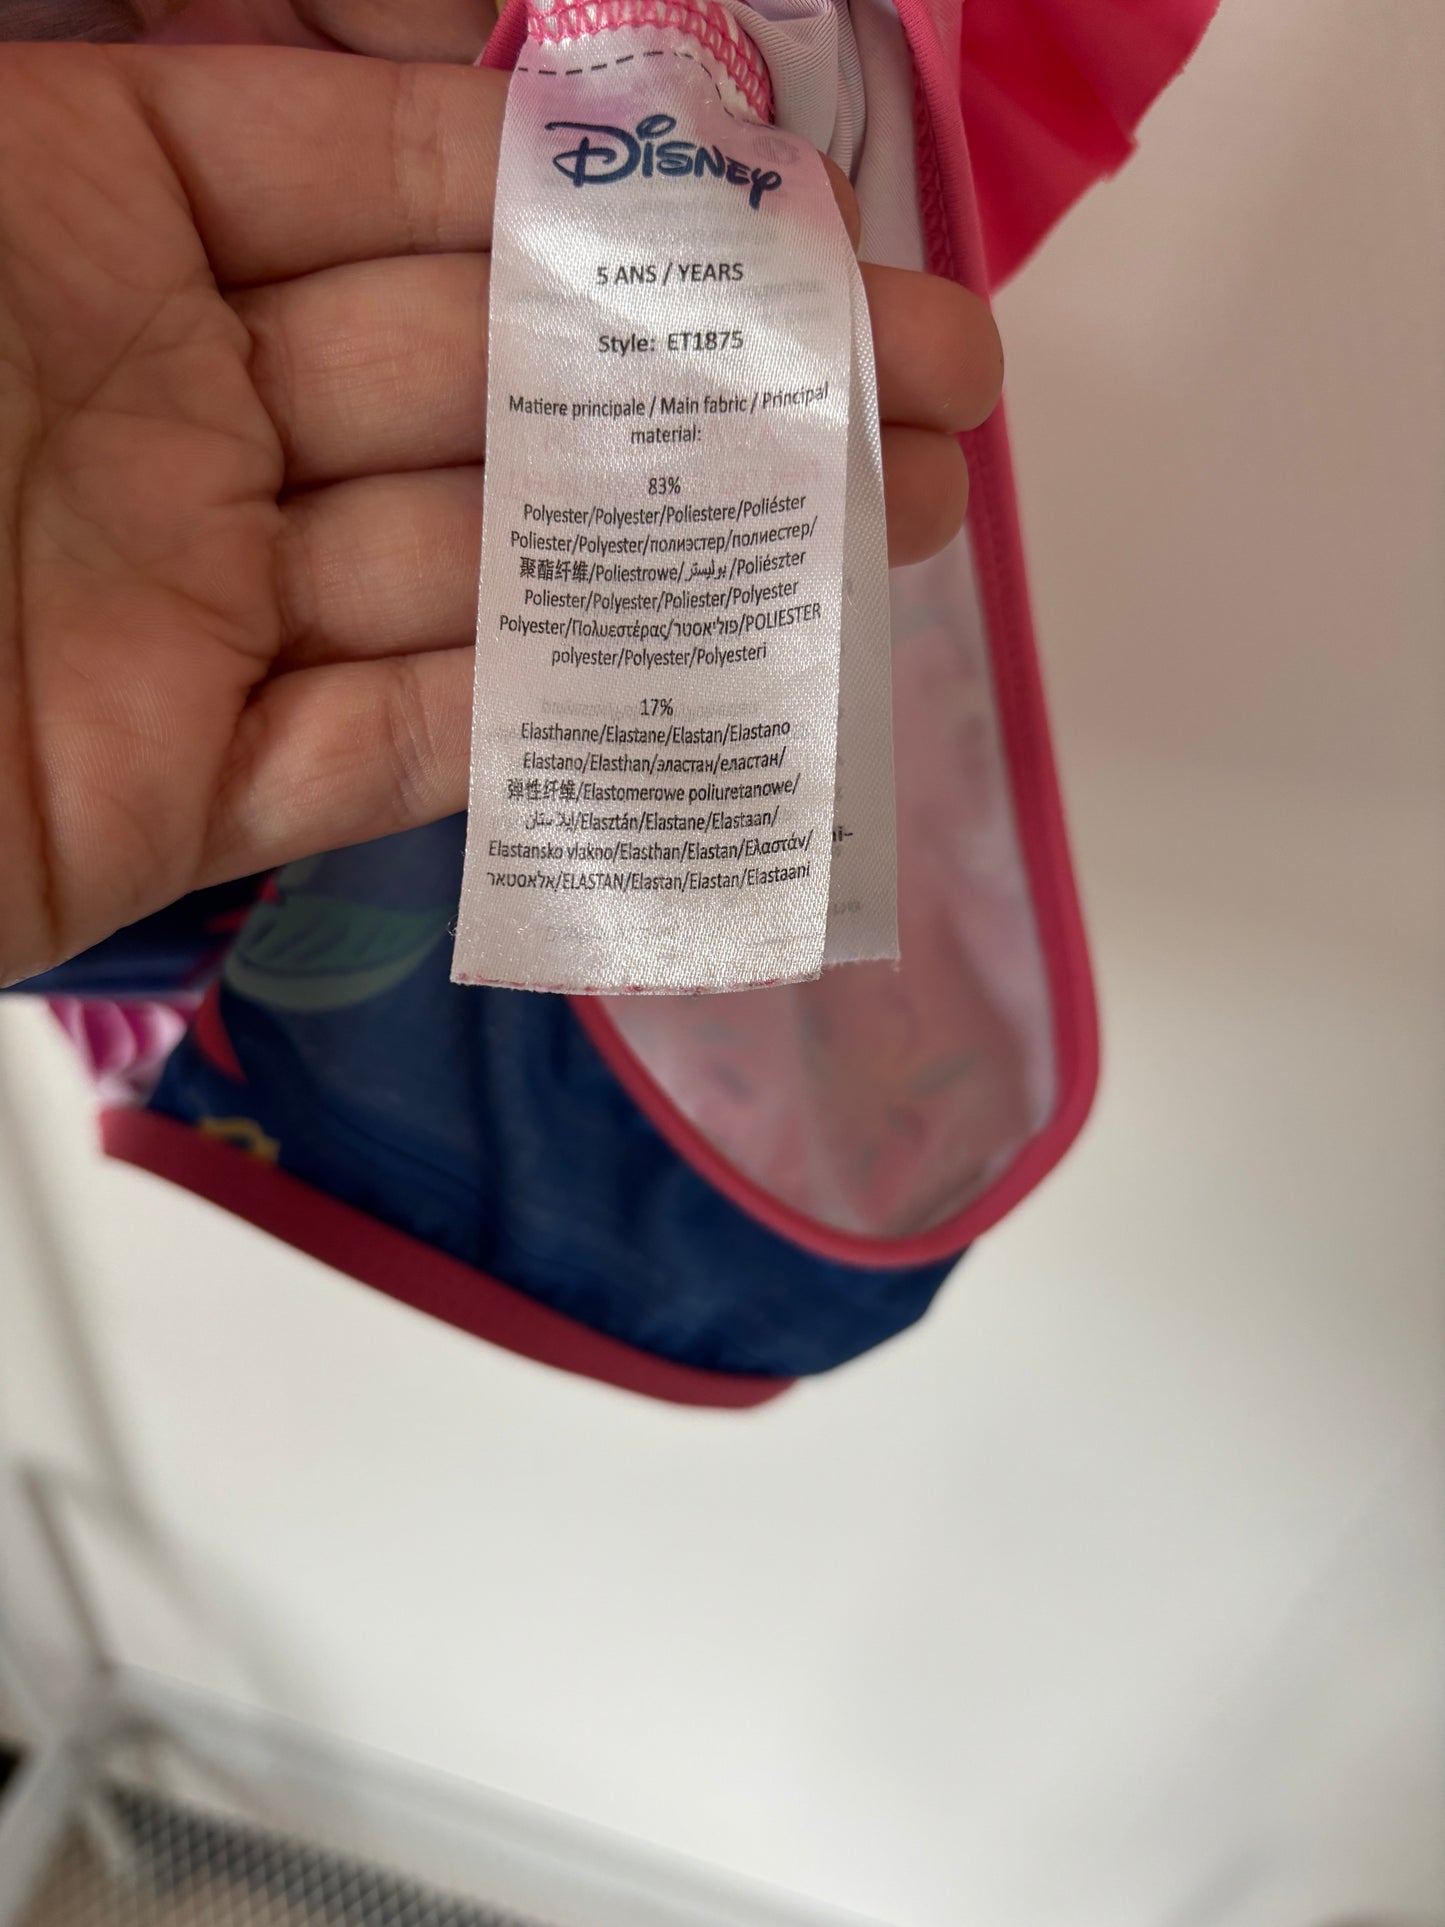 Disney
5 ANS / YEARS
Style: ET1875
Matiere principale / Main fabric / Principal
material:
83%
Polyester/Polyester/Poliestere/Poliéster
Poliester/Polyester/полиэстер/полиестер/
聚酯纤维/Poliestrowe/بوليستر/Poliészter
Poliester/Polyester/Poliester/Polyester
Polyester/Πολυεστέρας/פוליאסטר/POLIESTER
polyester/Polyester/Polyesteri
17%
Elasthanne/Elastane/Elastan/Elastano
Elastano/Elasthan/эластан/еластан/
弹性纤维/Elastomerowe poliuretanowe/
إيلاستان/Elasztán/Elastane/Elastaan/
Elastansko vlakno/Elasthan/Elastan/Ελαστάν/
אלאסטאר/ELASTAN/Elastan/Elastan/Elastaani